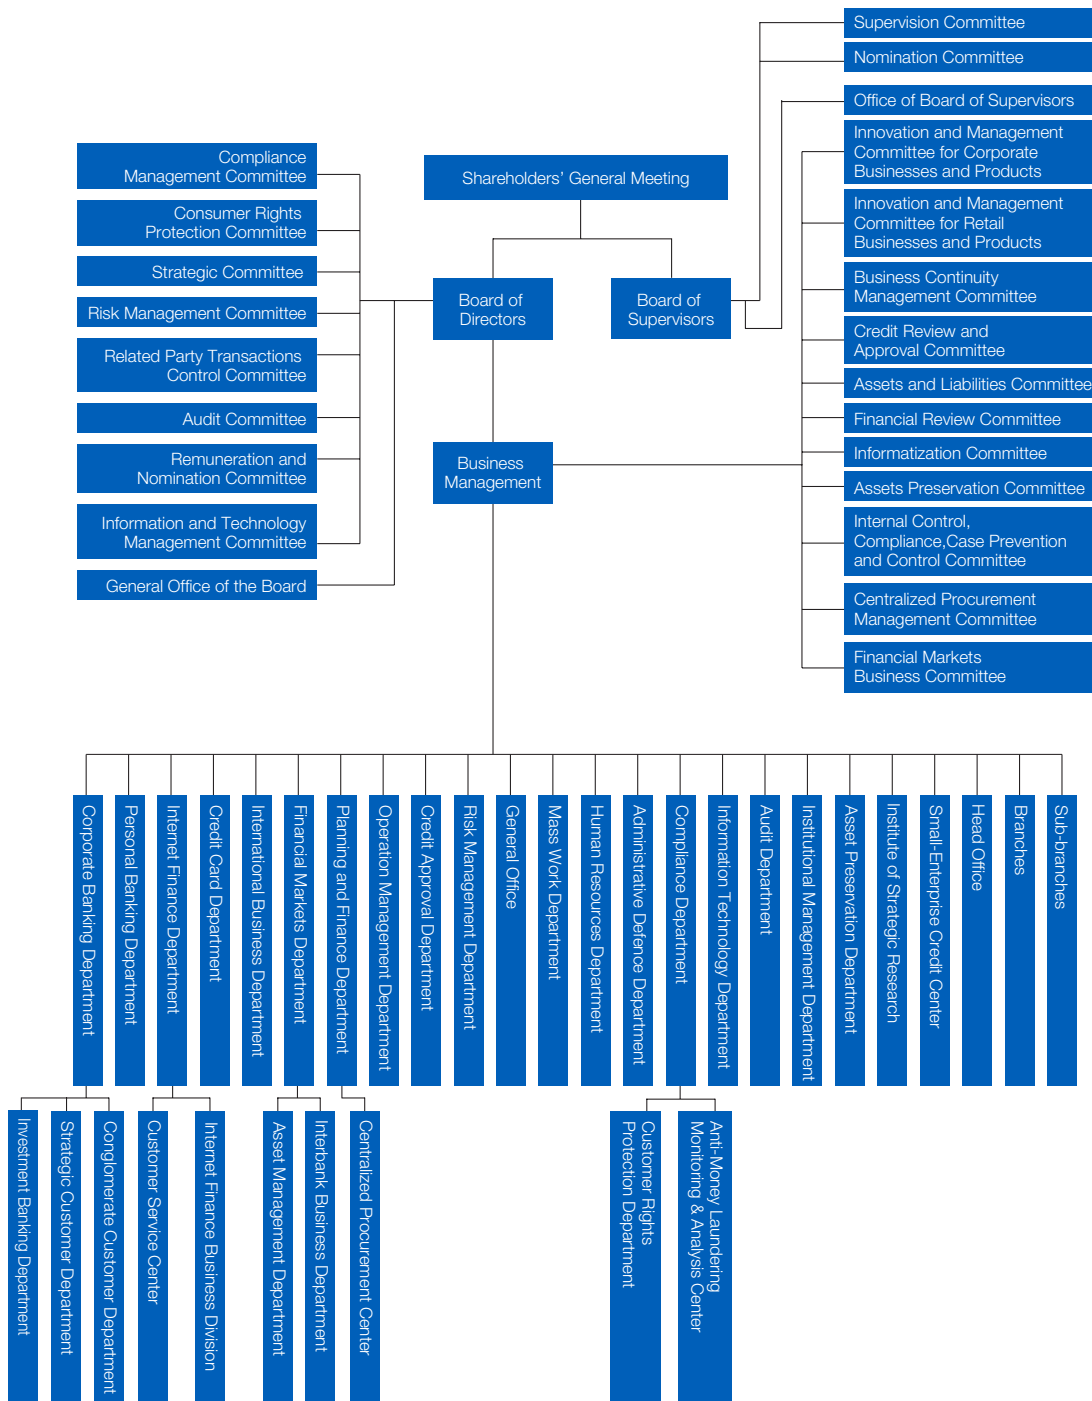 Supervision Committee
Nomination Committee
Office of Board of Supervisors
Innovation and Management
Committee for Corporate
Businesses and Products
Innovation and Management
Committee for Retail
Businesses and Products
Business Continuity
Management Committee
Credit Review and
Approval Committee
Assets and Liabilities Committee
Financial Review Committee
Informatization Committee
Assets Preservation Committee
Internal Control,
Compliance,Case Prevention
and Control Committee
Centralized Procurement
Management Committee
Financial Markets
Business Committee
Shareholders' General Meeting
Board of
Directors
Board of
Supervisors
Business
Management
Compliance
Management Committee
Consumer Rights
Protection Committee
Strategic Committee
Risk Management Committee
Related Party Transactions
Control Committee
Audit Committee
Remuneration and
Nomination Committee
Information and Technology
Management Committee
General Office of the Board
Corporate Banking Department
Personal Banking Department
Internet Finance Department
Credit Card Department
International Business Department
Financial Markets Department
Planning and Finance Department
Operation Management Department
Credit Approval Department
Risk Management Department
General Office
Mass Work Department
Human Resources Department
Administrative Defence Department
Compliance Department
Information Technology Department
Audit Department
Institutional Management Department
Asset Preservation Department
Institute of Strategic Research
Small-Enterprise Credit Center
Head Office
Branches
Sub-branches
Investment Banking Department
Strategic Customer Department
Conglomerate Customer Department
Customer Service Center
Internet Finance Business Division
Asset Management Department
Interbank Business Department
Centralized Procurement Center
Customer Rights
Protection Department
Anti-Money Laundering
Monitoring & Analysis Center